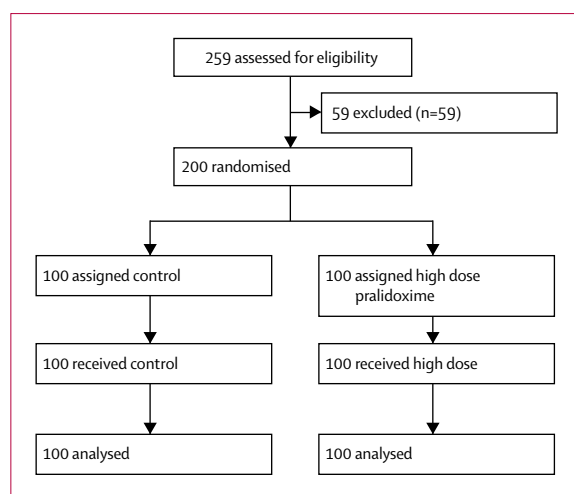 259 assessed for eligibility
59 excluded (n=59)
200 randomised
100 assigned control
100 assigned high dose
pralidoxime
100 received control
100 received high dose
100 analysed
100 analysed